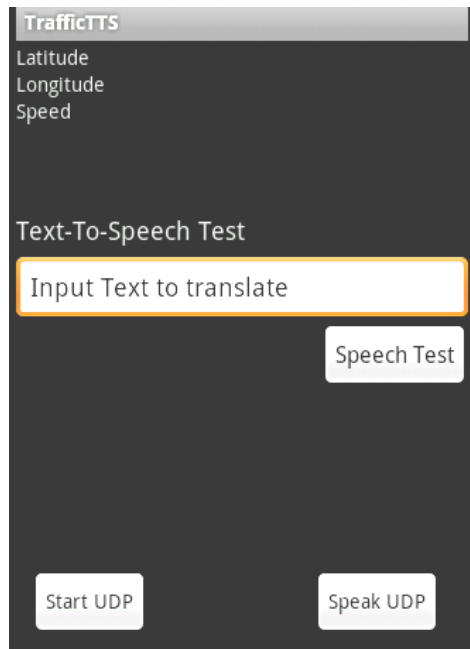 TrafficTTS
Latitude
Longitude
Speed
Text-To-Speech Test
Input Text to translate
Speech Test
Start UDP
Speak UDP